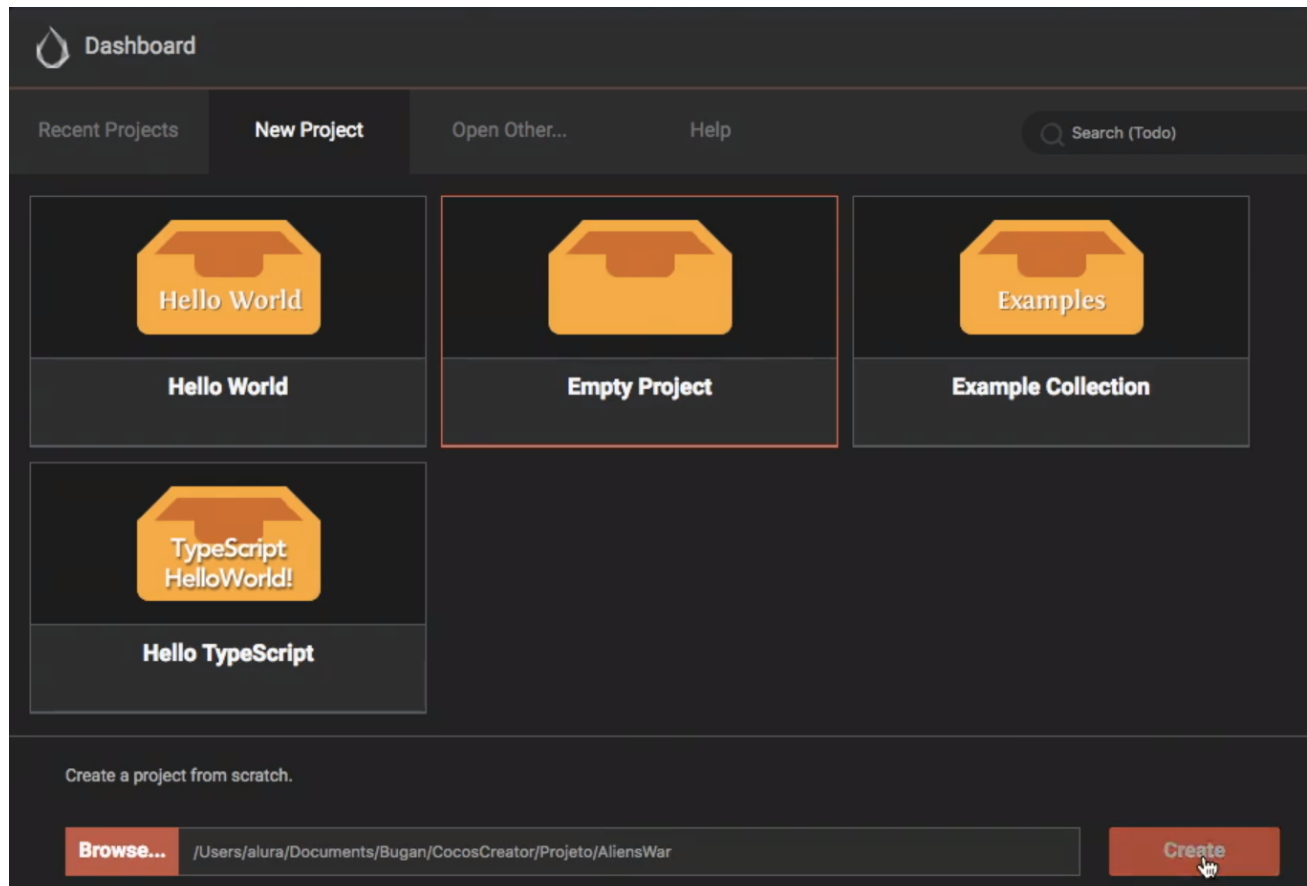 Dashboard
Recent Projects
New Project
Open Other...
Help
Search (Todo)
Hello World
Examples
Hello World
Empty Project
Example Collection
TypeScript
HelloWorld!
Hello TypeScript
Create a project from scratch.
Browse...
/Users/alura/Documents/Bugan/CocosCreator/Projeto/AliensWar
Create